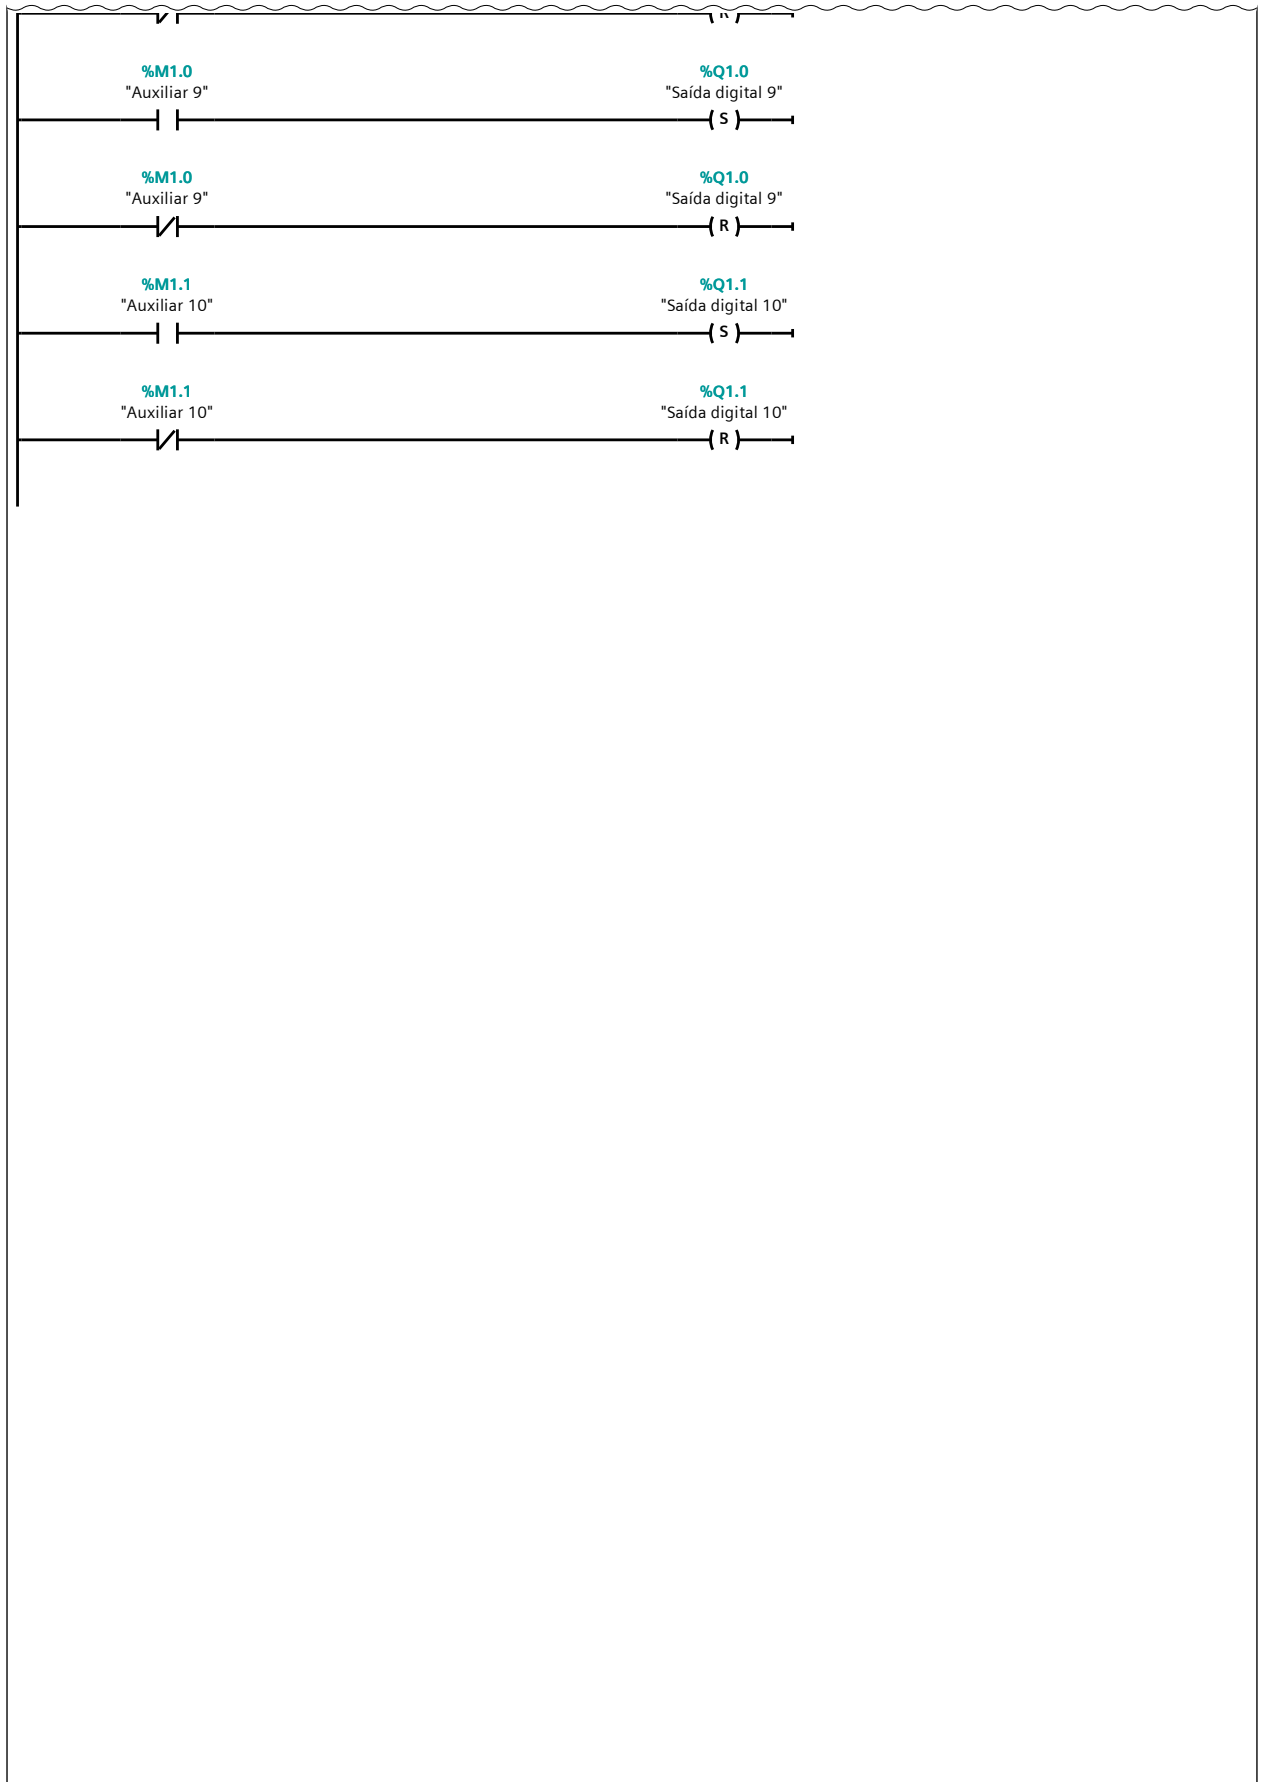 %M1.0 %Q1.0
"Auxiliar 9" "Saída digital 9"
S
%M1.0 %Q1.0
"Auxiliar 9" "Saída digital 9"
R
%M1.1 %Q1.1
"Auxiliar 10" "Saída digital 10"
S
%M1.1 %Q1.1
"Auxiliar 10" "Saída digital 10"
R